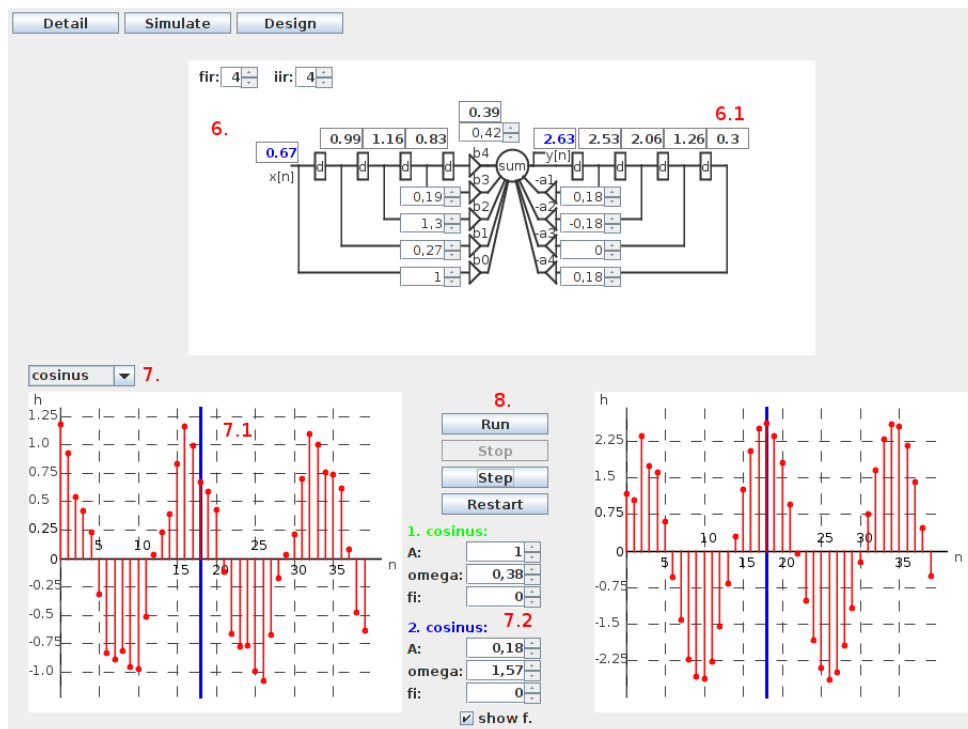 Detail Simulate Design
fir: 4 iir: 4
0.39
6. 0.99 1.16 0.83 0,42 2.63 2.53 2.06 1.26 0.3 6.1
0.67 b4 y[n]
d d d d sum d d d d
x[n] b3 -a1
0,19 0,18
b2 -a2
1,3 -0,18
b1 -a3
0,27 0
b0 -a4
1 0,18
cosinus 7.
h
1.25
1.0
0.75
0.5
0.25
0
-0.25
-0.5
-0.75
-1.0
5 10 15 20 25 30 35 n
7.1
8.
Run
Stop
Step
Restart
1. cosinus:
A: 1
omega: 0,38
fi: 0
7.2
2. cosinus:
A: 0,18
omega: 1,57
fi: 0
show f.
h
2.25
1.5
0.75
0
-0.75
-1.5
-2.25
5 10 15 20 25 30 35 n